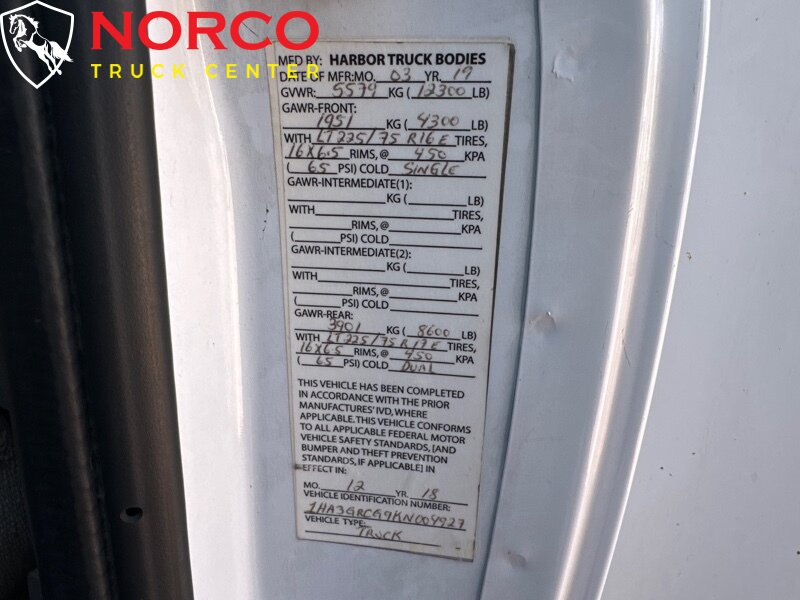 NORCO
TRUCK CENTER
MFD BY: HARBOR TRUCK BODIES
DATE OF MFR: MO. 03 YR. 19
GVWR: 5579 KG ( 12300 LB)
GAWR-FRONT:
1951 KG ( 4300 LB)
WITH LT225/75 R16E TIRES,
16X6.5 RIMS, @ 450 KPA
( 65 PSI) COLD SINGLE
GAWR-INTERMEDIATE(1):
KG ( LB)
WITH TIRES,
RIMS, @ KPA
( PSI) COLD
GAWR-INTERMEDIATE(2):
KG ( LB)
WITH TIRES,
RIMS, @ KPA
( PSI) COLD
GAWR-REAR:
3901 KG ( 8600 LB)
WITH LT225/75 R17E TIRES,
16X6.5 RIMS, @ 450 KPA
( 65 PSI) COLD DUAL
THIS VEHICLE HAS BEEN COMPLETED
IN ACCORDANCE WITH THE PRIOR
MANUFACTURES' IVD, WHERE
APPLICABLE. THIS VEHICLE CONFORMS
TO ALL APPLICABLE FEDERAL MOTOR
VEHICLE SAFETY STANDARDS, [AND
BUMPER AND THEFT PREVENTION
STANDARDS, IF APPLICABLE] IN
EFFECT IN:
MO. 12 YR. 18
VEHICLE IDENTIFICATION NUMBER:
1HA3GRCG9KN004927
VEHICLE TYPE:
TRUCK